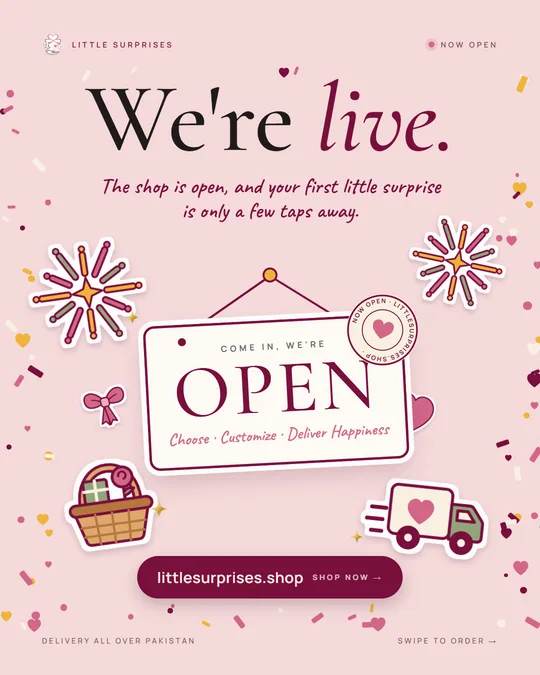 LITTLE SURPRISES
NOW OPEN
We're live.
The shop is open, and your first little surprise
is only a few taps away.
NOW OPEN · LITTLESURPRISES.SHOP
COME IN, WE'RE
OPEN
Choose · Customize · Deliver Happiness
littlesurprises.shop SHOP NOW →
DELIVERY ALL OVER PAKISTAN
SWIPE TO ORDER →